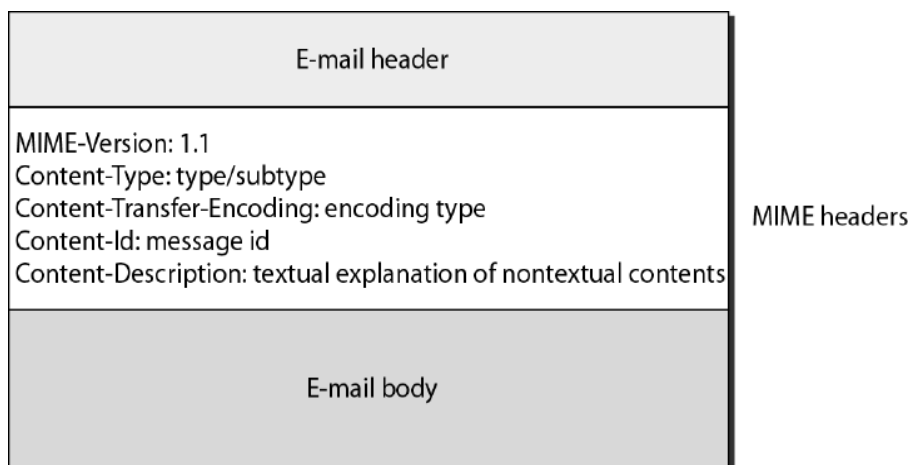 E-mail header
MIME-Version: 1.1
Content-Type: type/subtype
Content-Transfer-Encoding: encoding type
Content-Id: message id
Content-Description: textual explanation of nontextual contents
MIME headers
E-mail body